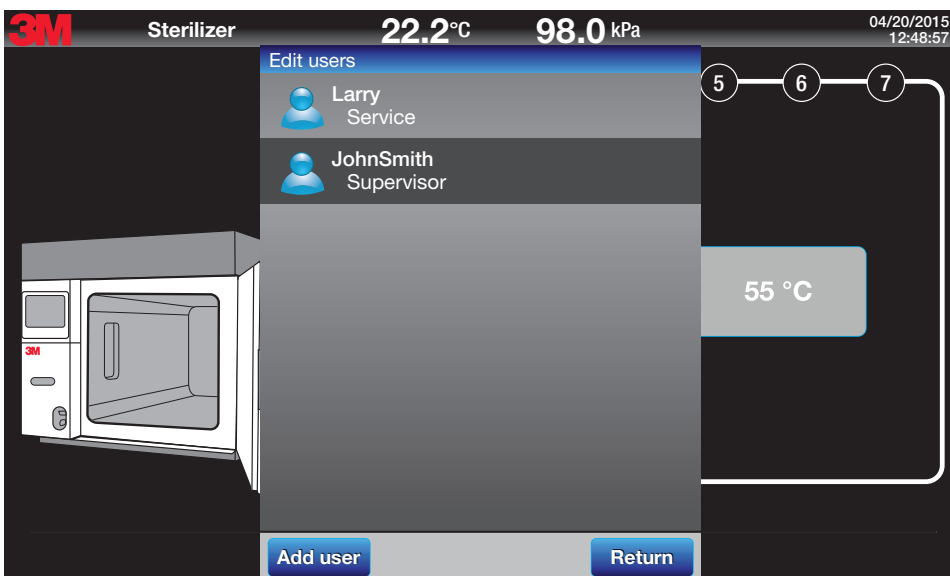 3M Sterilizer 22.2°C 98.0 kPa 04/20/2015
12:48:57
Edit users
Larry
Service
JohnSmith
Supervisor
5 6 7
55 °C
3M
Add user Return